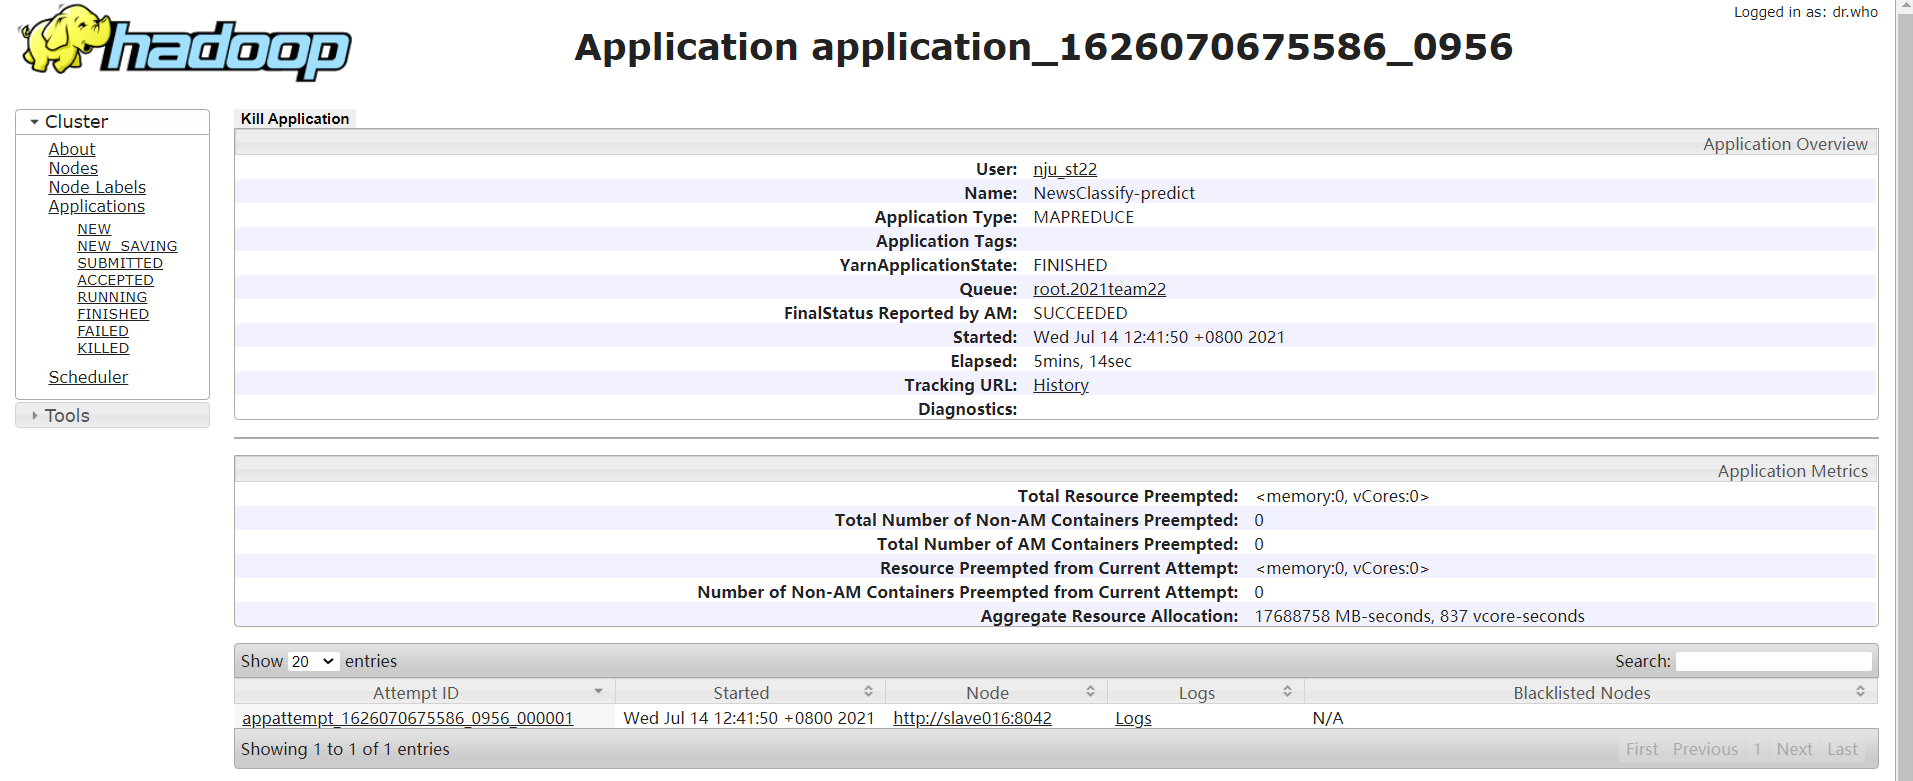 Logged in as: dr.who
hadoop
Application application_1626070675586_0956
Cluster
About
Nodes
Node Labels
Applications
NEW
NEW_SAVING
SUBMITTED
ACCEPTED
RUNNING
FINISHED
FAILED
KILLED
Scheduler
Tools
Kill Application
Application Overview
User: nju_st22
Name: NewsClassify-predict
Application Type: MAPREDUCE
Application Tags:
YarnApplicationState: FINISHED
Queue: root.2021team22
FinalStatus Reported by AM: SUCCEEDED
Started: Wed Jul 14 12:41:50 +0800 2021
Elapsed: 5mins, 14sec
Tracking URL: History
Diagnostics:
Application Metrics
Total Resource Preempted: <memory:0, vCores:0>
Total Number of Non-AM Containers Preempted: 0
Total Number of AM Containers Preempted: 0
Resource Preempted from Current Attempt: <memory:0, vCores:0>
Number of Non-AM Containers Preempted from Current Attempt: 0
Aggregate Resource Allocation: 17688758 MB-seconds, 837 vcore-seconds
Show 20 entries Search:
Attempt ID Started Node Logs Blacklisted Nodes
appattempt_1626070675586_0956_000001 Wed Jul 14 12:41:50 +0800 2021 http://slave016:8042 Logs N/A
Showing 1 to 1 of 1 entries First Previous 1 Next Last